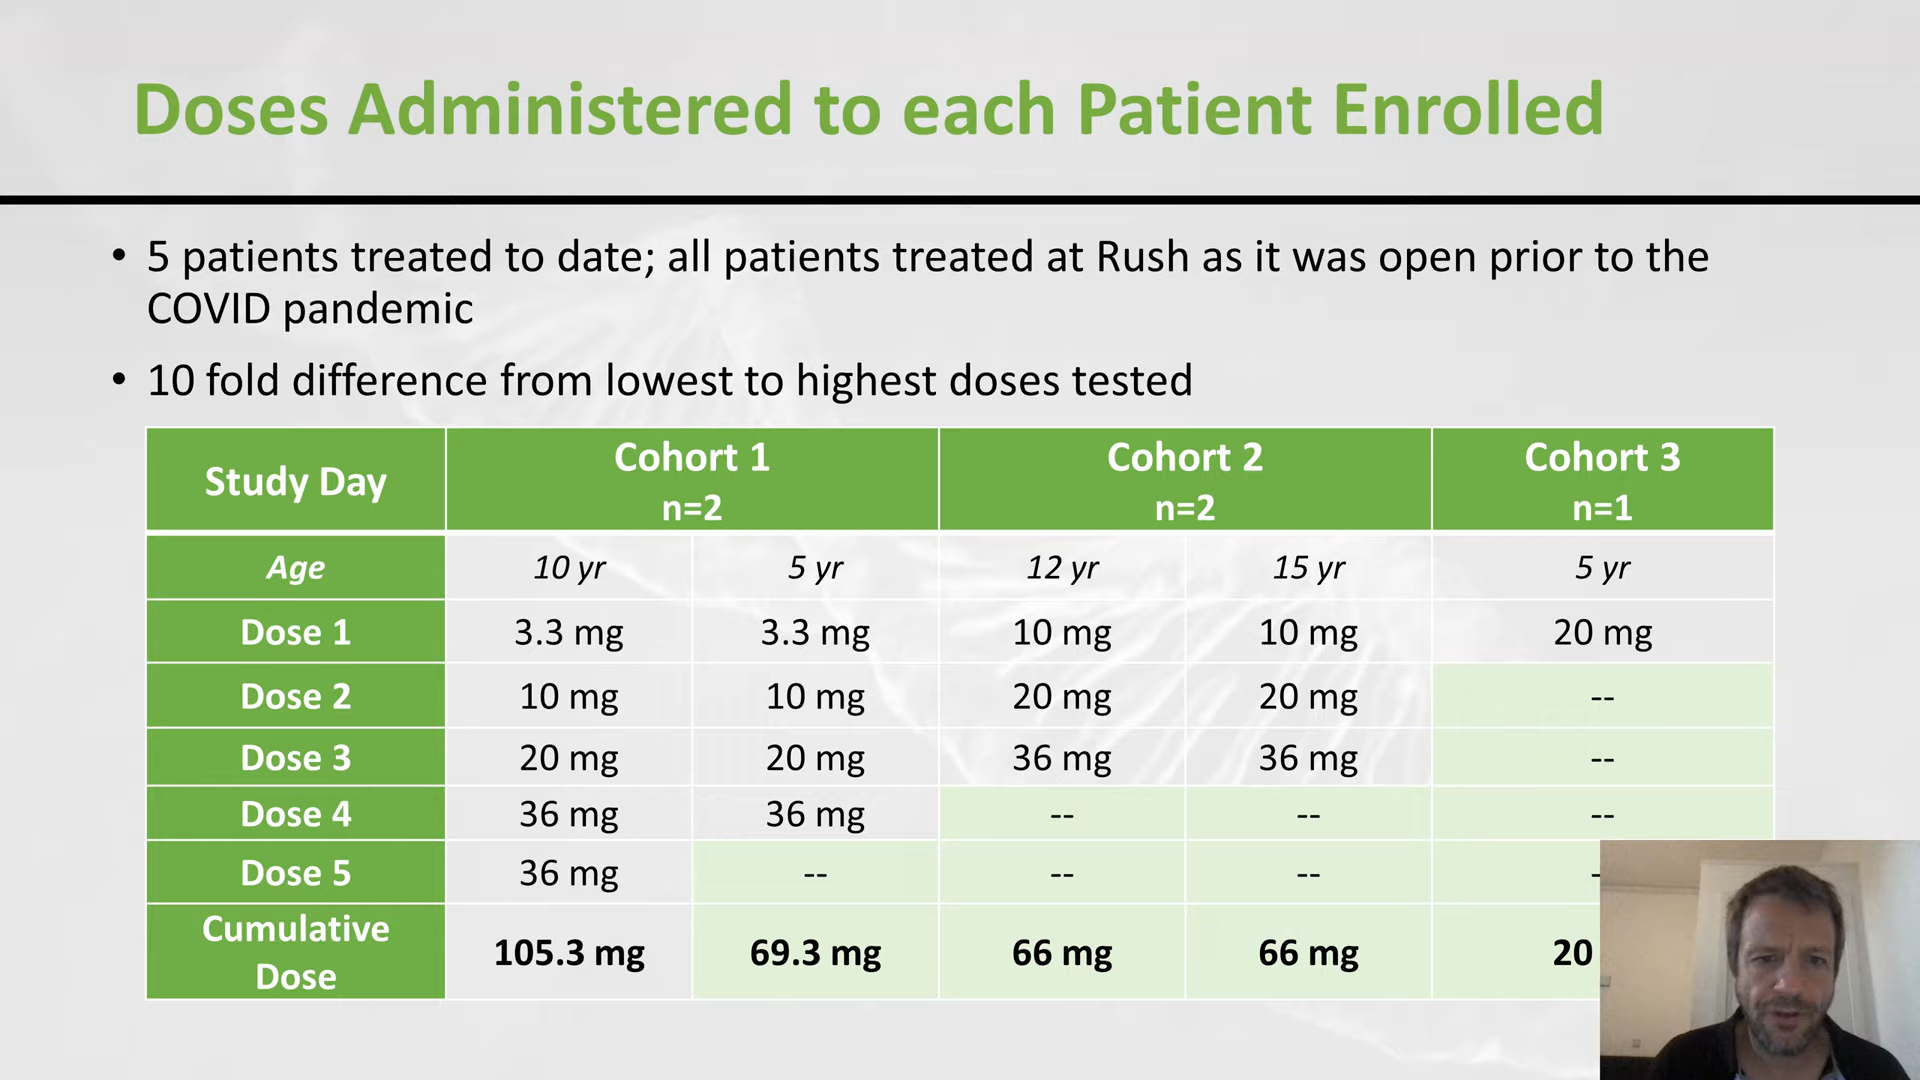 Doses Administered to each Patient Enrolled
• 5 patients treated to date; all patients treated at Rush as it was open prior to the
COVID pandemic
• 10 fold difference from lowest to highest doses tested
Study Day Cohort 1 n=2 Cohort 2 n=2 Cohort 3 n=1
Age 10 yr 5 yr 12 yr 15 yr 5 yr
Dose 1 3.3 mg 3.3 mg 10 mg 10 mg 20 mg
Dose 2 10 mg 10 mg 20 mg 20 mg --
Dose 3 20 mg 20 mg 36 mg 36 mg --
Dose 4 36 mg 36 mg -- -- --
Dose 5 36 mg -- -- -- -
Cumulative Dose 105.3 mg 69.3 mg 66 mg 66 mg 20